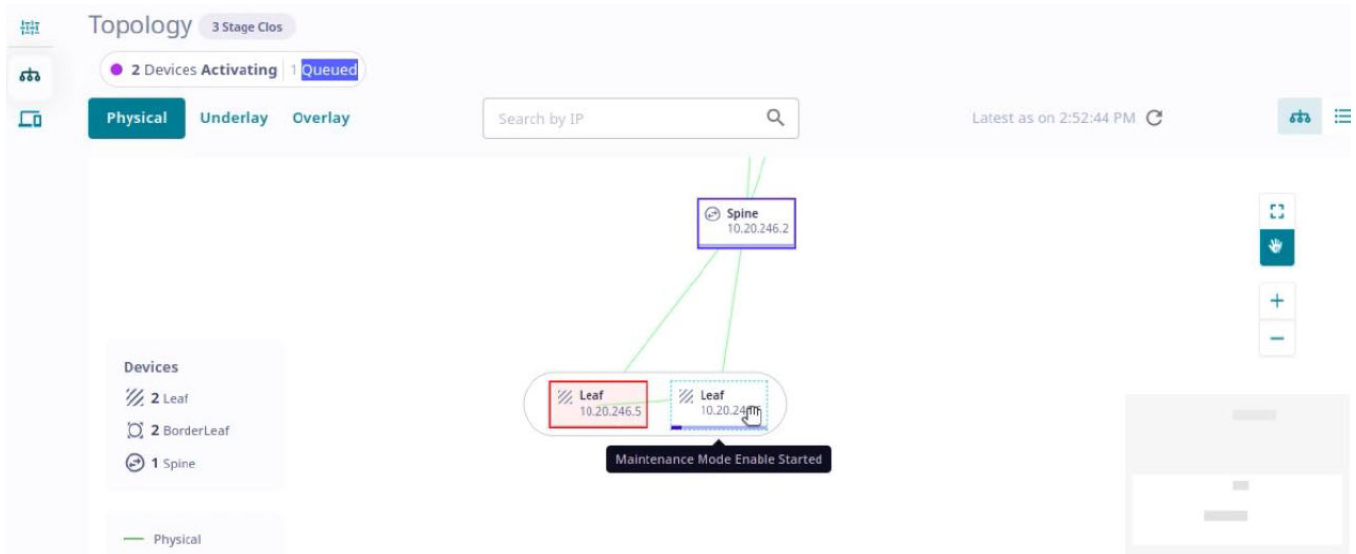 Topology 3 Stage Clos
2 Devices Activating 1 Queued
Physical Underlay Overlay Search by IP Latest as on 2:52:44 PM
Spine
10.20.246.2
Devices
2 Leaf
2 BorderLeaf
1 Spine
Leaf
10.20.246.5
Leaf
Maintenance Mode Enable Started
Physical